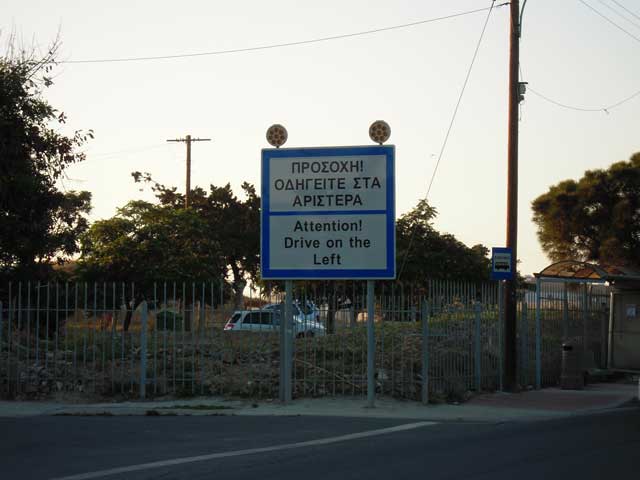 ΠΡΟΣΟΧΗ!
ΟΔΗΓΕΙΤΕ ΣΤΑ
ΑΡΙΣΤΕΡΑ
Attention!
Drive on the
Left